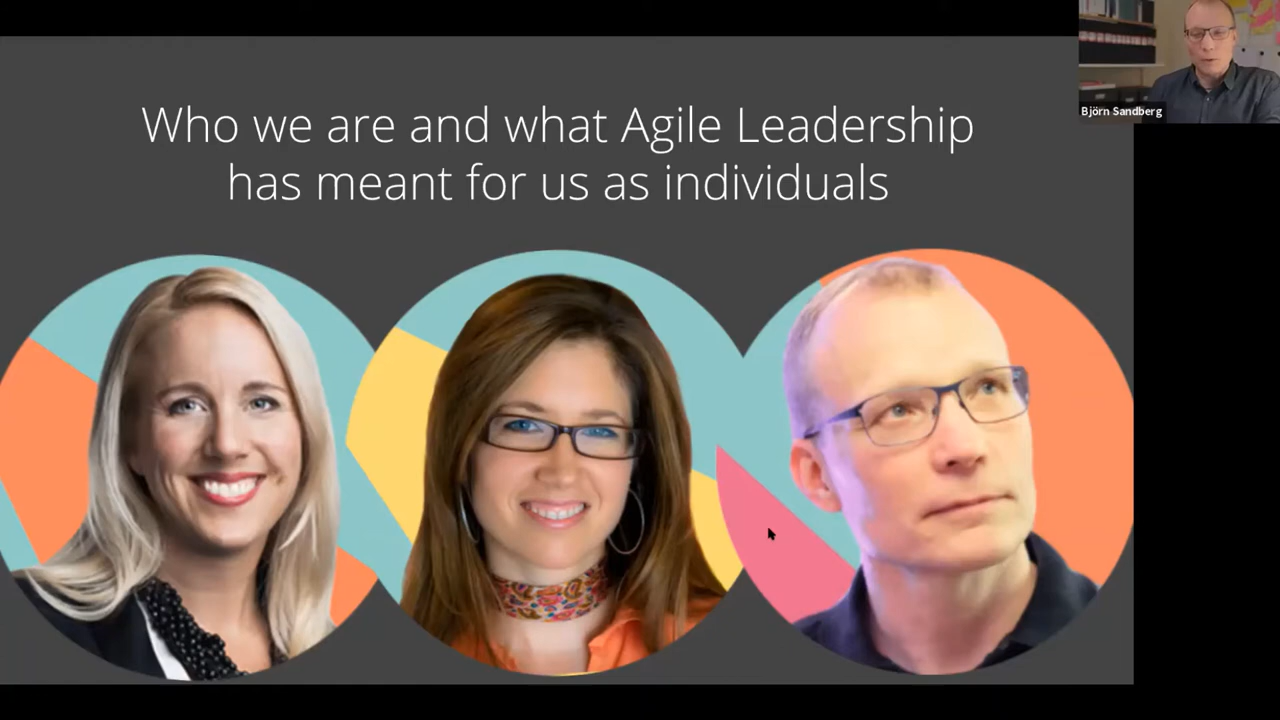 Who we are and what Agile Leadership
has meant for us as individuals
Björn Sandberg